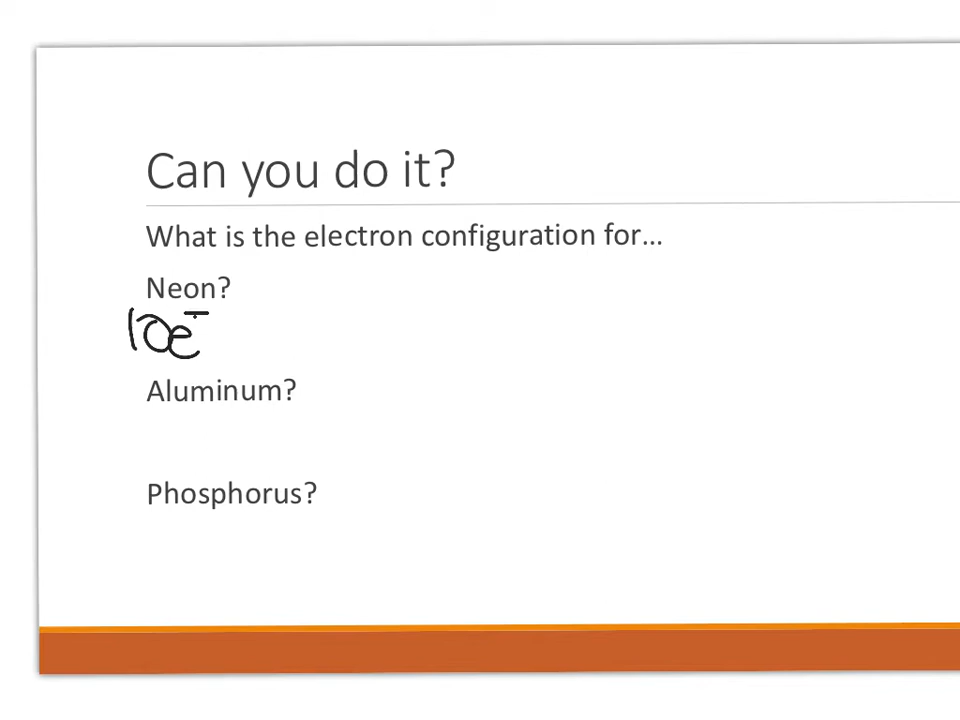 Can you do it?
What is the electron configuration for...
Neon?
10e⁻
Aluminum?
Phosphorus?